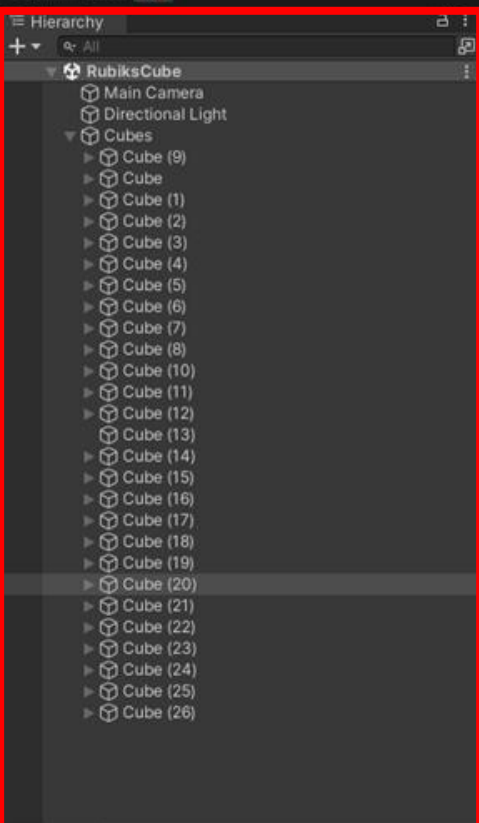 Hierarchy
All
RubiksCube
Main Camera
Directional Light
Cubes
Cube (9)
Cube
Cube (1)
Cube (2)
Cube (3)
Cube (4)
Cube (5)
Cube (6)
Cube (7)
Cube (8)
Cube (10)
Cube (11)
Cube (12)
Cube (13)
Cube (14)
Cube (15)
Cube (16)
Cube (17)
Cube (18)
Cube (19)
Cube (20)
Cube (21)
Cube (22)
Cube (23)
Cube (24)
Cube (25)
Cube (26)